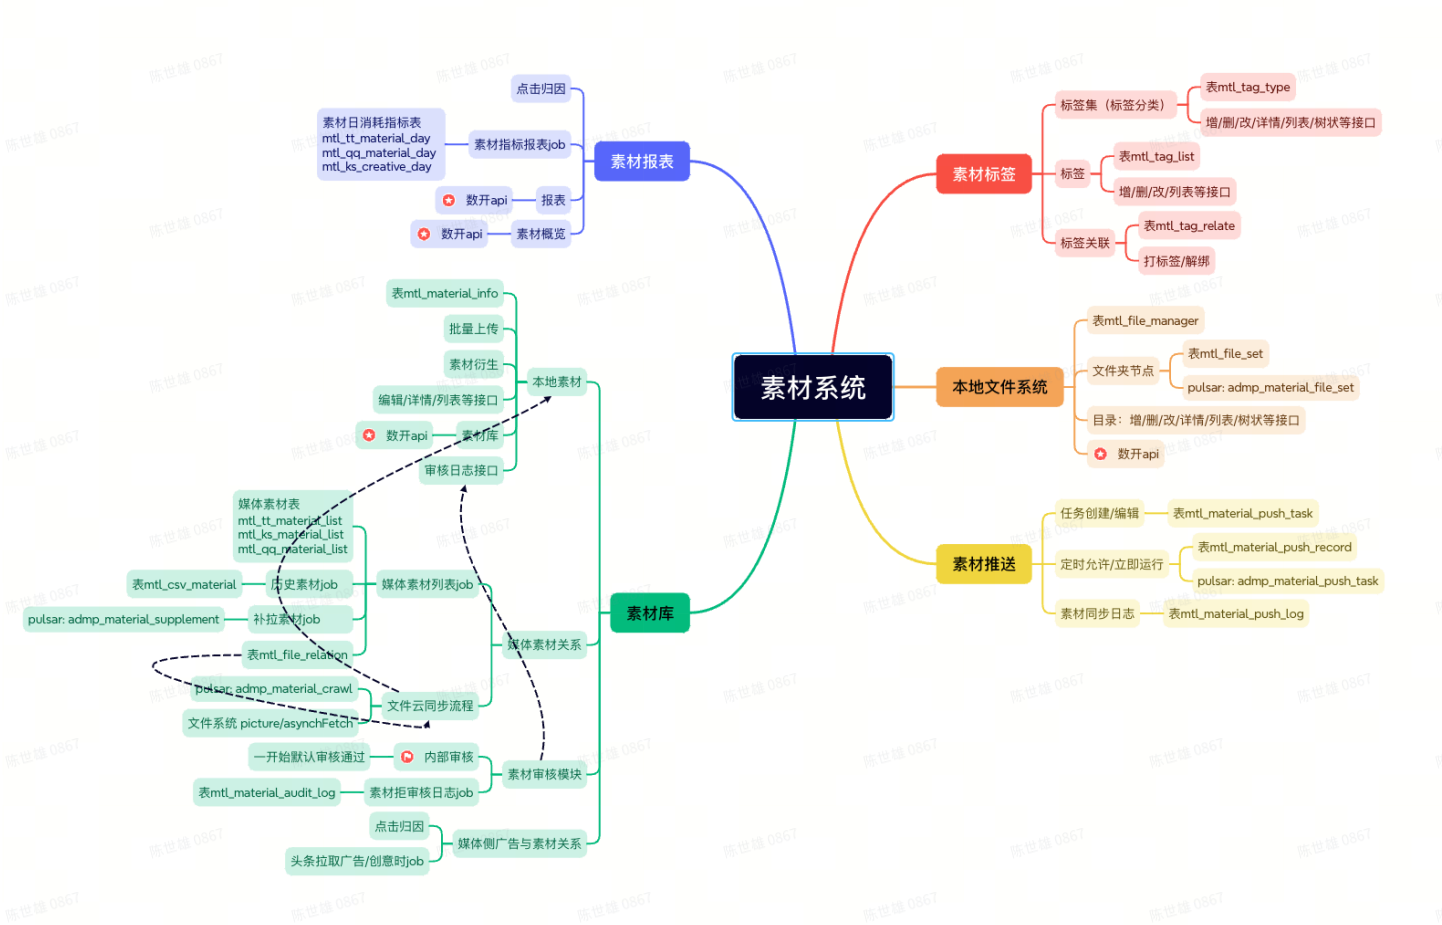 素材系统
素材报表
点击归因
素材指标报表job
素材日消耗指标表
mtl_tt_material_day
mtl_qq_material_day
mtl_ks_creative_day
报表
数开api
素材概览
数开api
素材标签
标签集（标签分类）
表mtl_tag_type
增/删/改/详情/列表/树状等接口
标签
表mtl_tag_list
增/删/改/列表等接口
标签关联
表mtl_tag_relate
打标签/解绑
本地文件系统
表mtl_file_manager
文件夹节点
表mtl_file_set
pulsar: admp_material_file_set
目录：增/删/改/详情/列表/树状等接口
数开api
素材推送
任务创建/编辑
表mtl_material_push_task
定时允许/立即运行
表mtl_material_push_record
pulsar: admp_material_push_task
素材同步日志
表mtl_material_push_log
素材库
本地素材
表mtl_material_info
批量上传
素材衍生
编辑/详情/列表等接口
素材库
数开api
审核日志接口
媒体素材关系
媒体素材列表job
媒体素材表
mtl_tt_material_list
mtl_ks_material_list
mtl_qq_material_list
历史素材job
表mtl_csv_material
补拉素材job
pulsar: admp_material_supplement
表mtl_file_relation
文件云同步流程
pulsar: admp_material_crawl
文件系统 picture/asynchFetch
素材审核模块
内部审核
一开始默认审核通过
素材拒审核日志job
表mtl_material_audit_log
媒体侧广告与素材关系
点击归因
头条拉取广告/创意时job
陈世雄 0867